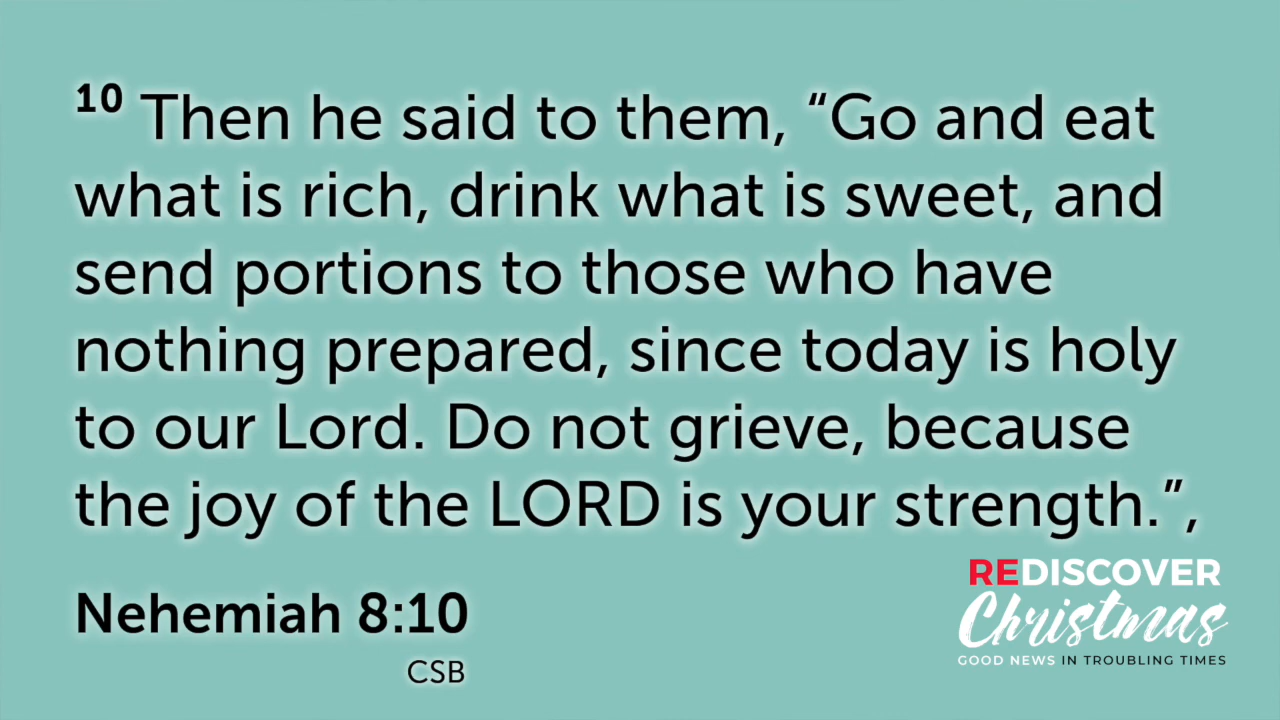 10 Then he said to them, “Go and eat
what is rich, drink what is sweet, and
send portions to those who have
nothing prepared, since today is holy
to our Lord. Do not grieve, because
the joy of the LORD is your strength.”,
Nehemiah 8:10
CSB
REDISCOVER
Christmas
GOOD NEWS IN TROUBLING TIMES